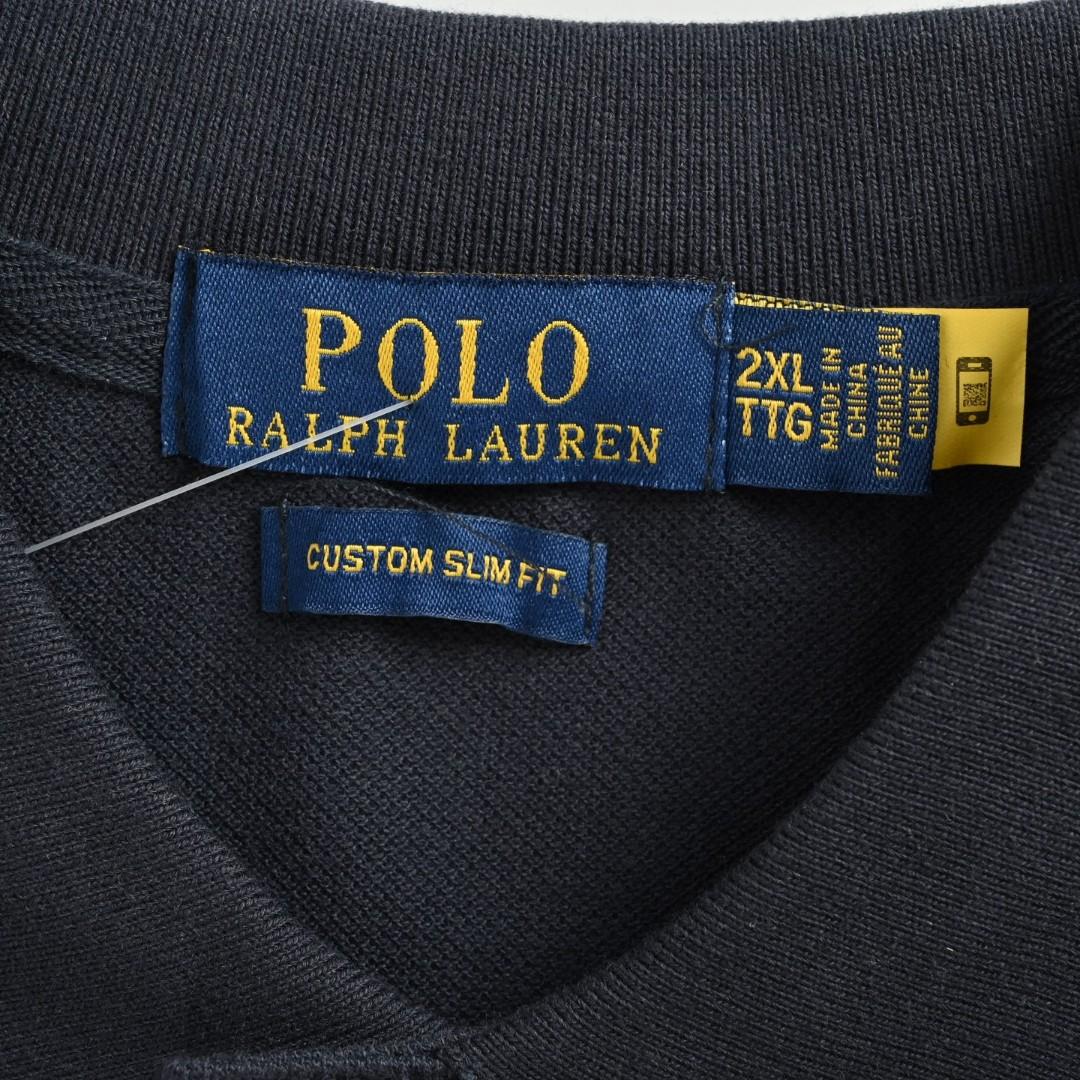 POLO
RALPH LAUREN
2XL
TTG
MADE IN
CHINA
FABRIQUÉ AU
CHINE
CUSTOM SLIM FIT